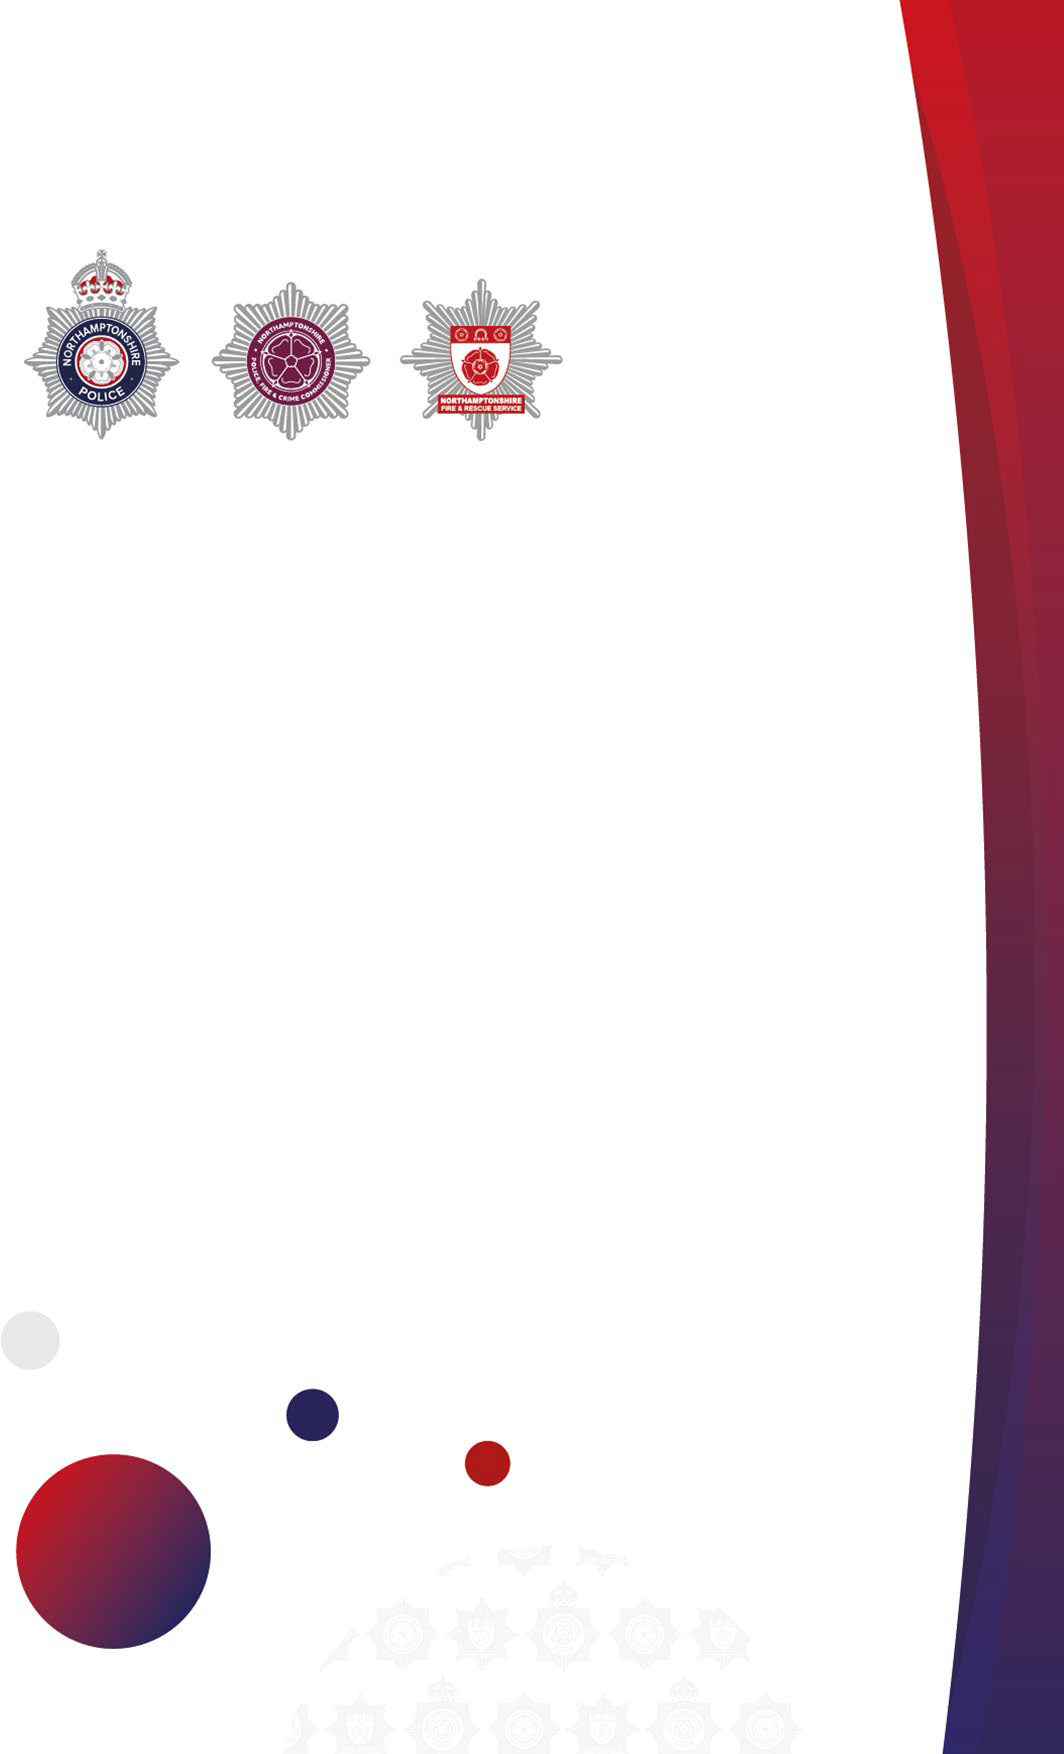 NORTHAMPTONSHIRE
POLICE
NORTHAMPTONSHIRE
POLICE, FIRE & CRIME COMMISSIONER
NORTHAMPTONSHIRE
FIRE & RESCUE SERVICE